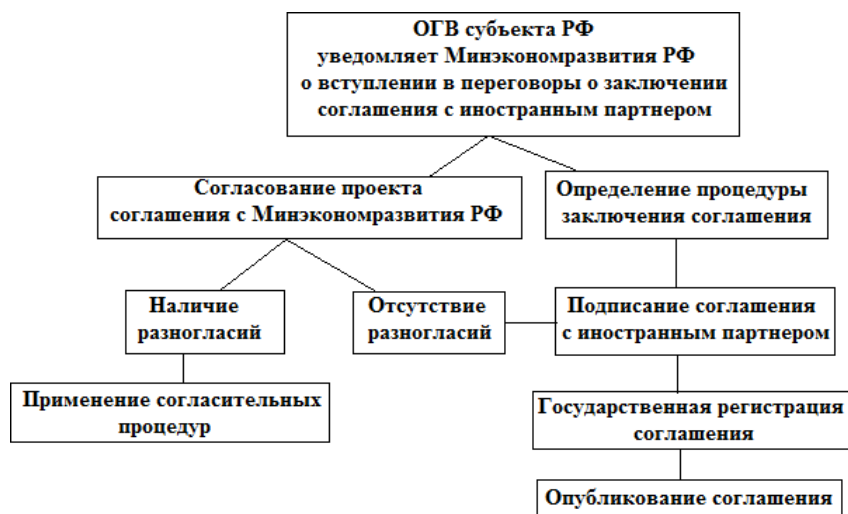 ОГВ субъекта РФ
уведомляет Минэкономразвития РФ
о вступлении в переговоры о заключении
соглашения с иностранным партнером
Согласование проекта
соглашения с Минэкономразвития РФ
Определение процедуры
заключения соглашения
Наличие
разногласий
Отсутствие
разногласий
Подписание соглашения
с иностранным партнером
Применение согласительных
процедур
Государственная регистрация
соглашения
Опубликование соглашения